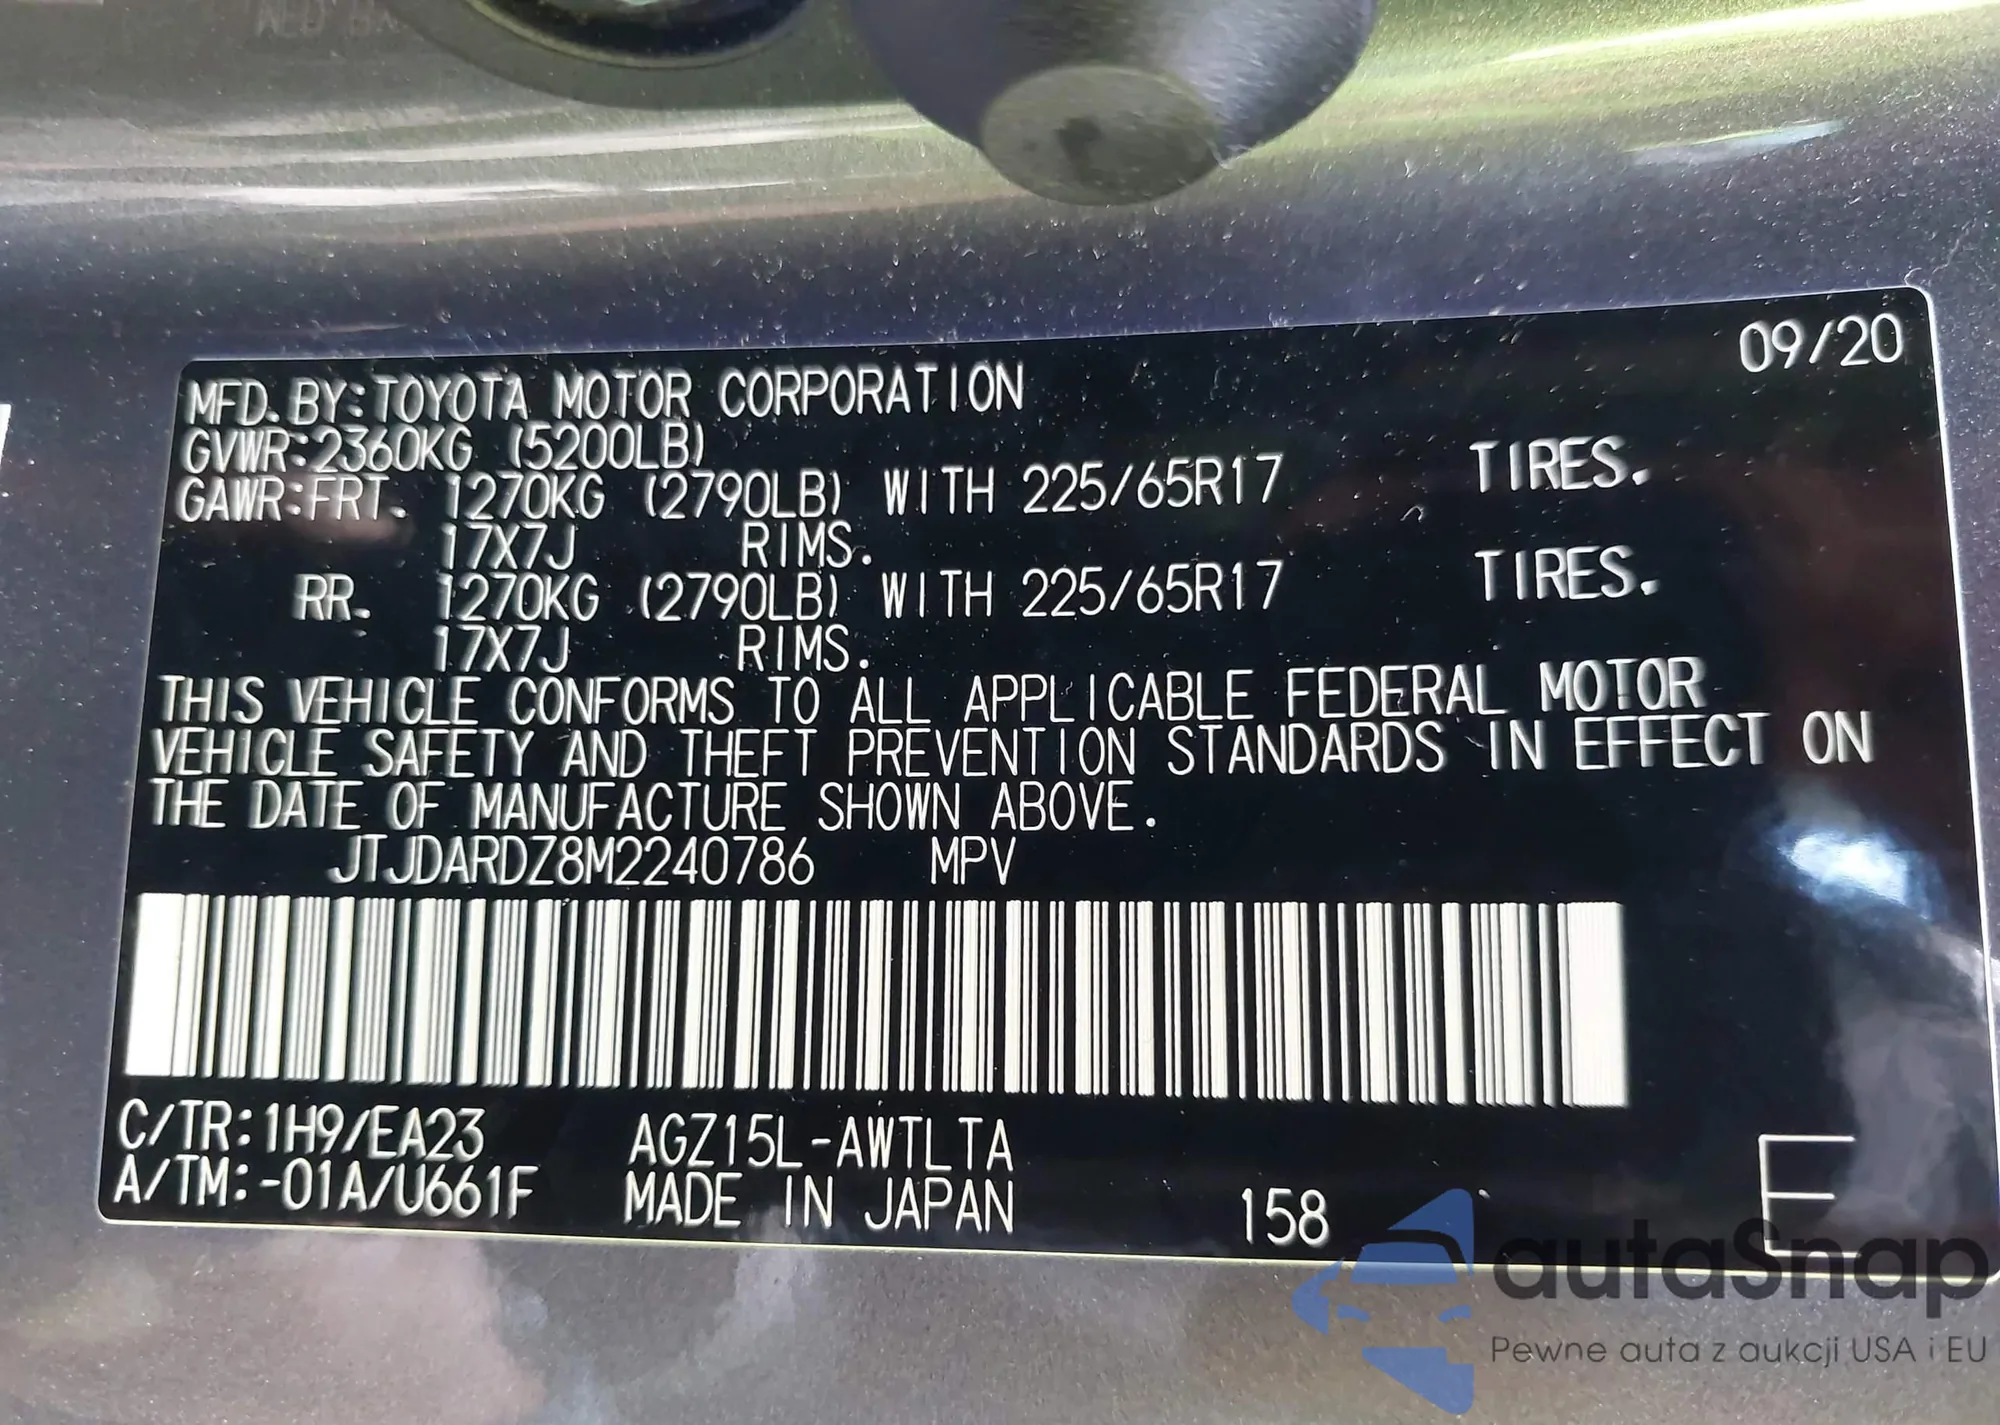 09/20
MFD. BY: TOYOTA MOTOR CORPORATION
GVWR: 2360KG (5200LB)
GAWR: FRT. 1270KG (2790LB) WITH 225/65R17 TIRES.
17X7J RIMS.
RR. 1270KG (2790LB) WITH 225/65R17 TIRES.
17X7J RIMS.
THIS VEHICLE CONFORMS TO ALL APPLICABLE FEDERAL MOTOR
VEHICLE SAFETY AND THEFT PREVENTION STANDARDS IN EFFECT ON
THE DATE OF MANUFACTURE SHOWN ABOVE.
JTJDARDZ8M2240786 MPV
C/TR: 1H9/EA23 AGZ15L-AWTLTA
A/TM: -01A/U661F MADE IN JAPAN 158 E
autoSnap
Pewne auta z aukcji USA i EU